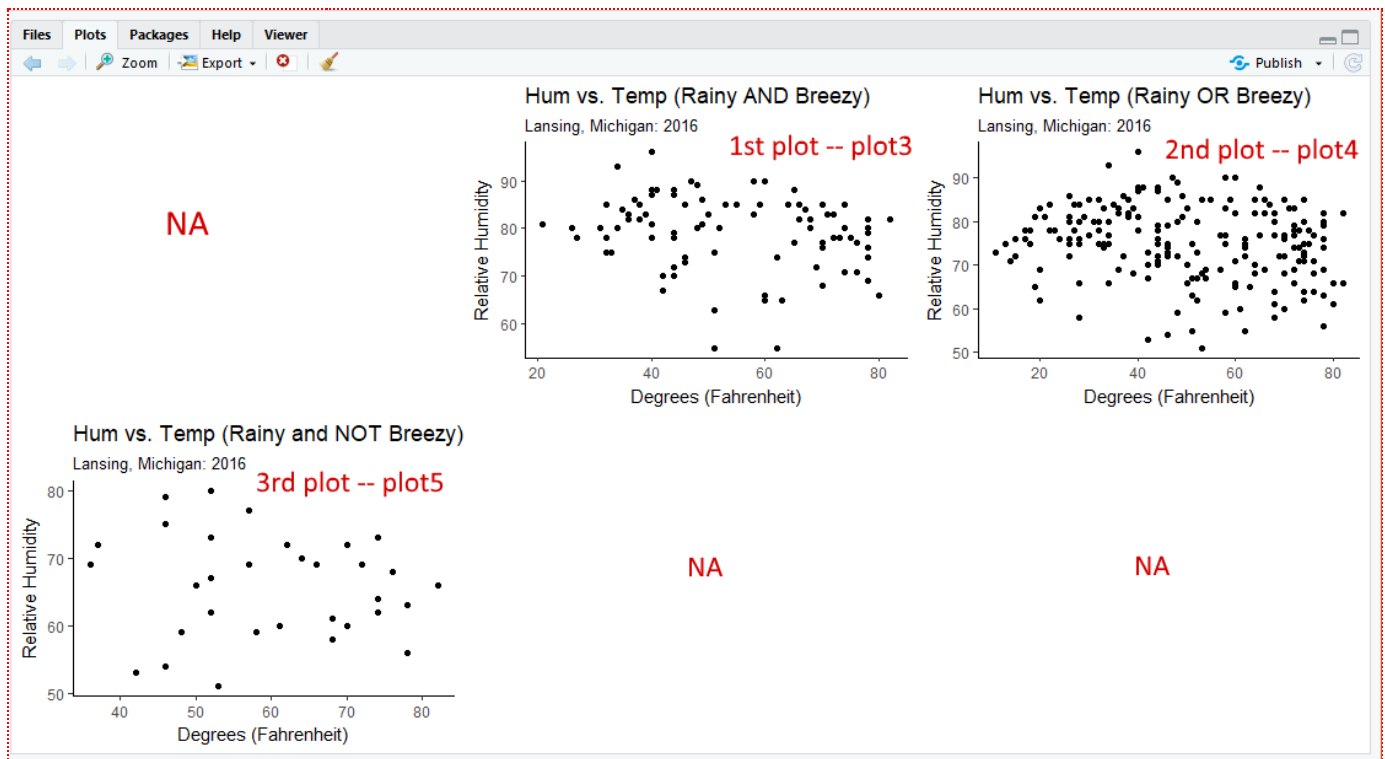 Files Plots Packages Help Viewer
Zoom Export Publish
NA
Hum vs. Temp (Rainy AND Breezy)
Lansing, Michigan: 2016
1st plot -- plot3
Relative Humidity
90
80
70
60
20 40 60 80
Degrees (Fahrenheit)
Hum vs. Temp (Rainy OR Breezy)
Lansing, Michigan: 2016
2nd plot -- plot4
Relative Humidity
90
80
70
60
50
20 40 60 80
Degrees (Fahrenheit)
Hum vs. Temp (Rainy and NOT Breezy)
Lansing, Michigan: 2016
3rd plot -- plot5
Relative Humidity
80
70
60
50
40 50 60 70 80
Degrees (Fahrenheit)
NA
NA